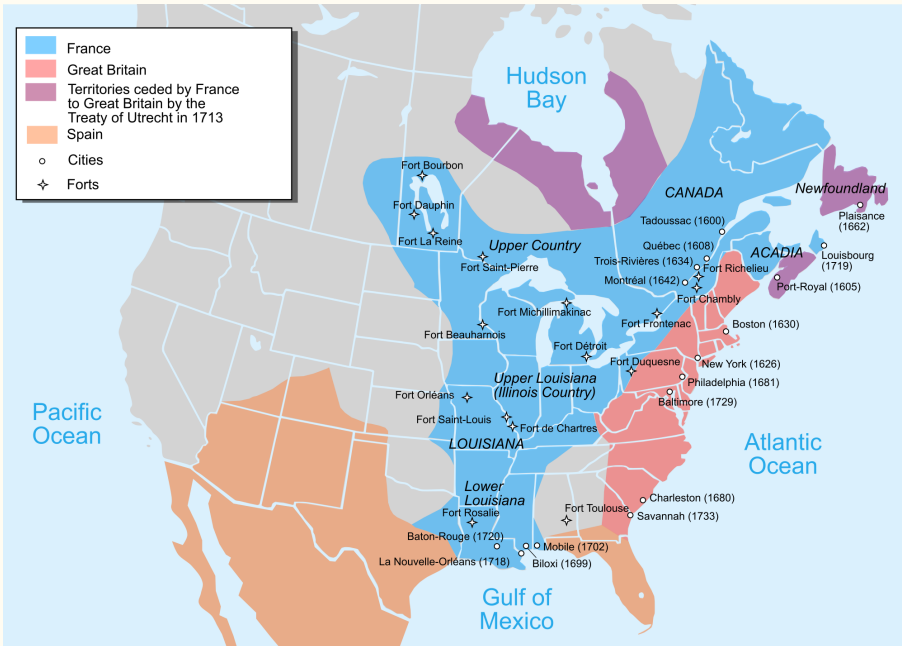 France
Great Britain
Territories ceded by France
to Great Britain by the
Treaty of Utrecht in 1713
Spain
Cities
Forts
Hudson
Bay
Fort Bourbon
Fort Dauphin
Fort La Reine
Upper Country
Fort Saint-Pierre
CANADA
Newfoundland
Plaisance
(1662)
Tadoussac (1600)
Québec (1608)
ACADIA
Louisbourg
(1719)
Trois-Rivières (1634)
Fort Richelieu
Montréal (1642)
Port-Royal (1605)
Fort Chambly
Fort Michillimakinac
Fort Frontenac
Fort Beauharnois
Boston (1630)
Fort Détroit
Fort Duquesne
New York (1626)
Upper Louisiana
(Illinois Country)
Philadelphia (1681)
Fort Orléans
Baltimore (1729)
Fort Saint-Louis
Fort de Chartres
LOUISIANA
Pacific
Ocean
Atlantic
Ocean
Lower
Louisiana
Charleston (1680)
Fort Rosalie
Fort Toulouse
Savannah (1733)
Baton-Rouge (1720)
Mobile (1702)
La Nouvelle-Orléans (1718)
Biloxi (1699)
Gulf of
Mexico